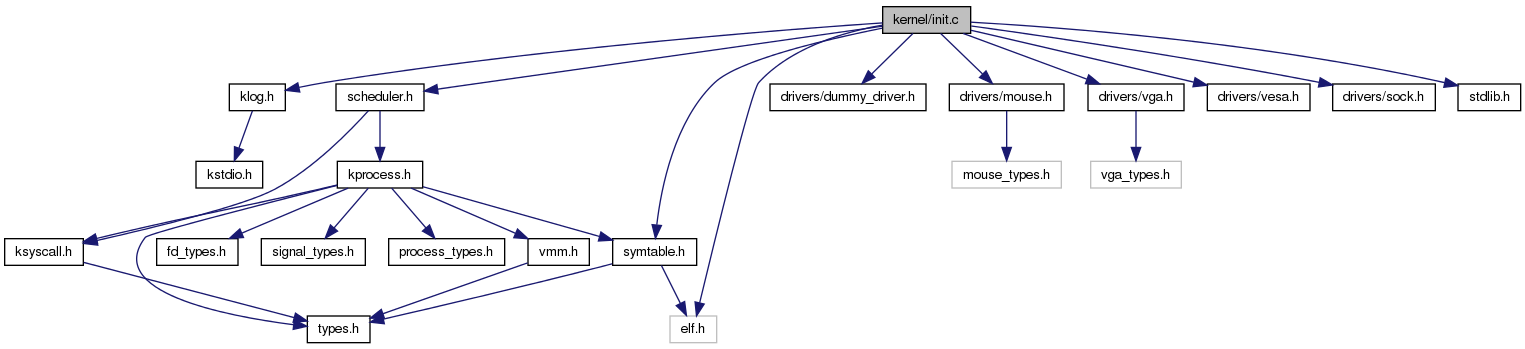 kernel/init.c
klog.h
scheduler.h
drivers/dummy_driver.h
drivers/mouse.h
drivers/vga.h
drivers/vesa.h
drivers/sock.h
stdlib.h
kstdio.h
kprocess.h
mouse_types.h
vga_types.h
ksyscall.h
fd_types.h
signal_types.h
process_types.h
vmm.h
symtable.h
types.h
elf.h